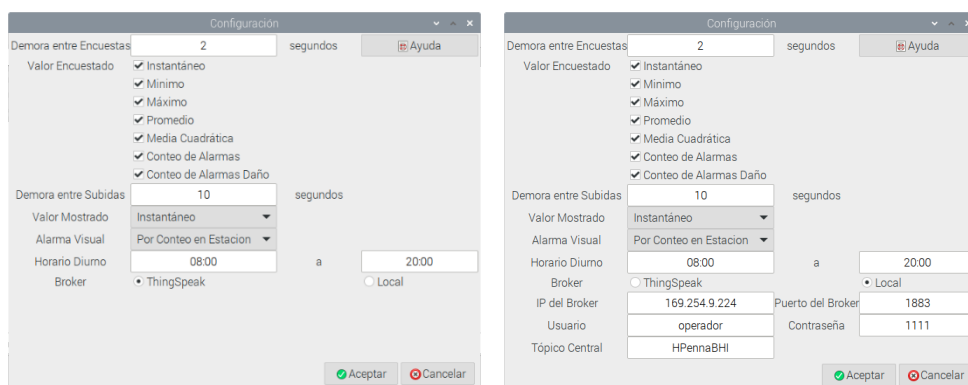 Configuración
Demora entre Encuestas 2 segundos Ayuda
Valor Encuestado Instantáneo
Minimo
Máximo
Promedio
Media Cuadrática
Conteo de Alarmas
Conteo de Alarmas Daño
Demora entre Subidas 10 segundos
Valor Mostrado Instantáneo
Alarma Visual Por Conteo en Estacion
Horario Diurno 08:00 a 20:00
Broker ThingSpeak Local
Aceptar Cancelar
Configuración
Demora entre Encuestas 2 segundos Ayuda
Valor Encuestado Instantáneo
Minimo
Máximo
Promedio
Media Cuadrática
Conteo de Alarmas
Conteo de Alarmas Daño
Demora entre Subidas 10 segundos
Valor Mostrado Instantáneo
Alarma Visual Por Conteo en Estacion
Horario Diurno 08:00 a 20:00
Broker ThingSpeak Local
IP del Broker 169.254.9.224 Puerto del Broker 1883
Usuario operador Contraseña 1111
Tópico Central HPennaBHI
Aceptar Cancelar